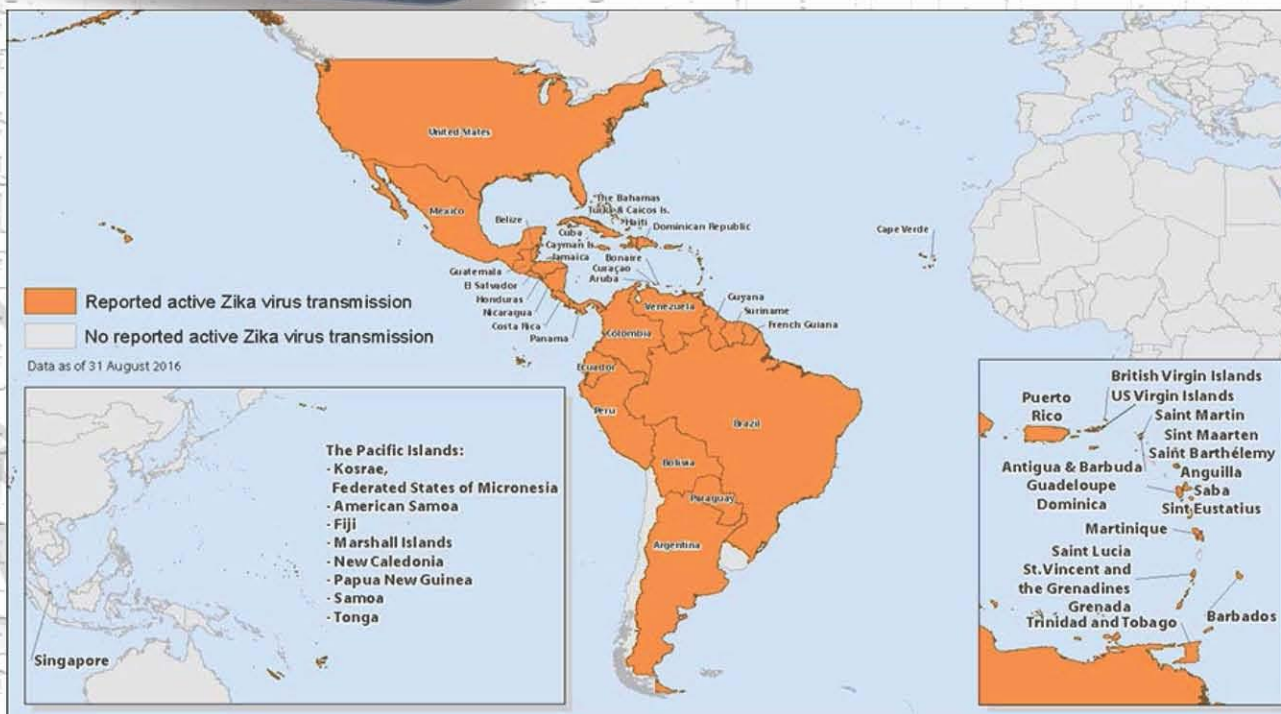 United States
Mexico
Belize
The Bahamas
Turks & Caicos Is.
Haiti
Dominican Republic
Cuba
Cayman Is.
Jamaica
Bonaire
Curaçao
Aruba
Cape Verde
Guatemala
El Salvador
Honduras
Nicaragua
Costa Rica
Panama
Venezuela
Colombia
Guyana
Suriname
French Guiana
Ecuador
Peru
Brazil
Bolivia
Paraguay
Argentina
Reported active Zika virus transmission
No reported active Zika virus transmission
Data as of 31 August 2016
The Pacific Islands:
- Kosrae,
Federated States of Micronesia
- American Samoa
- Fiji
- Marshall Islands
- New Caledonia
- Papua New Guinea
- Samoa
- Tonga
Singapore
British Virgin Islands
US Virgin Islands
Puerto
Rico
Saint Martin
Sint Maarten
Saint Barthélemy
Anguilla
Antigua & Barbuda
Saba
Guadeloupe
Sint Eustatius
Dominica
Martinique
Saint Lucia
St. Vincent and
the Grenadines
Grenada
Barbados
Trinidad and Tobago